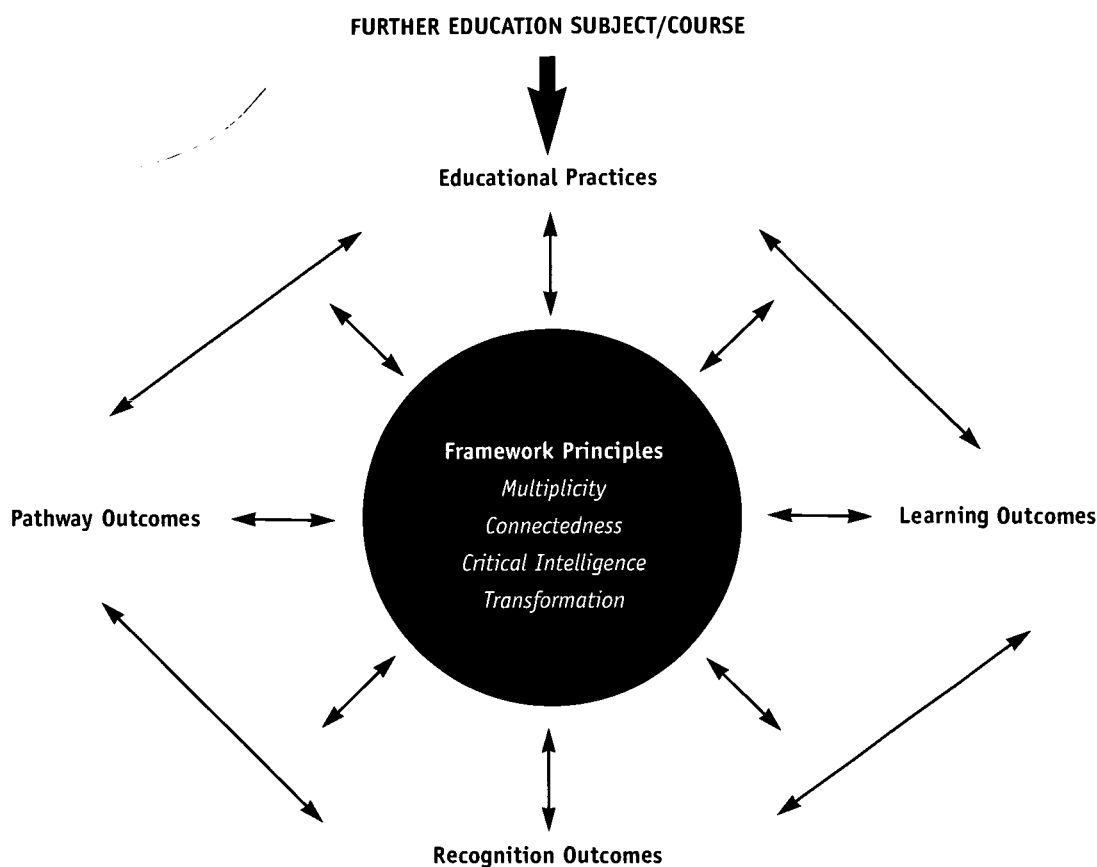 FURTHER EDUCATION SUBJECT/COURSE
Educational Practices
Framework Principles
Multiplicity
Connectedness
Critical Intelligence
Transformation
Pathway Outcomes
Learning Outcomes
Recognition Outcomes